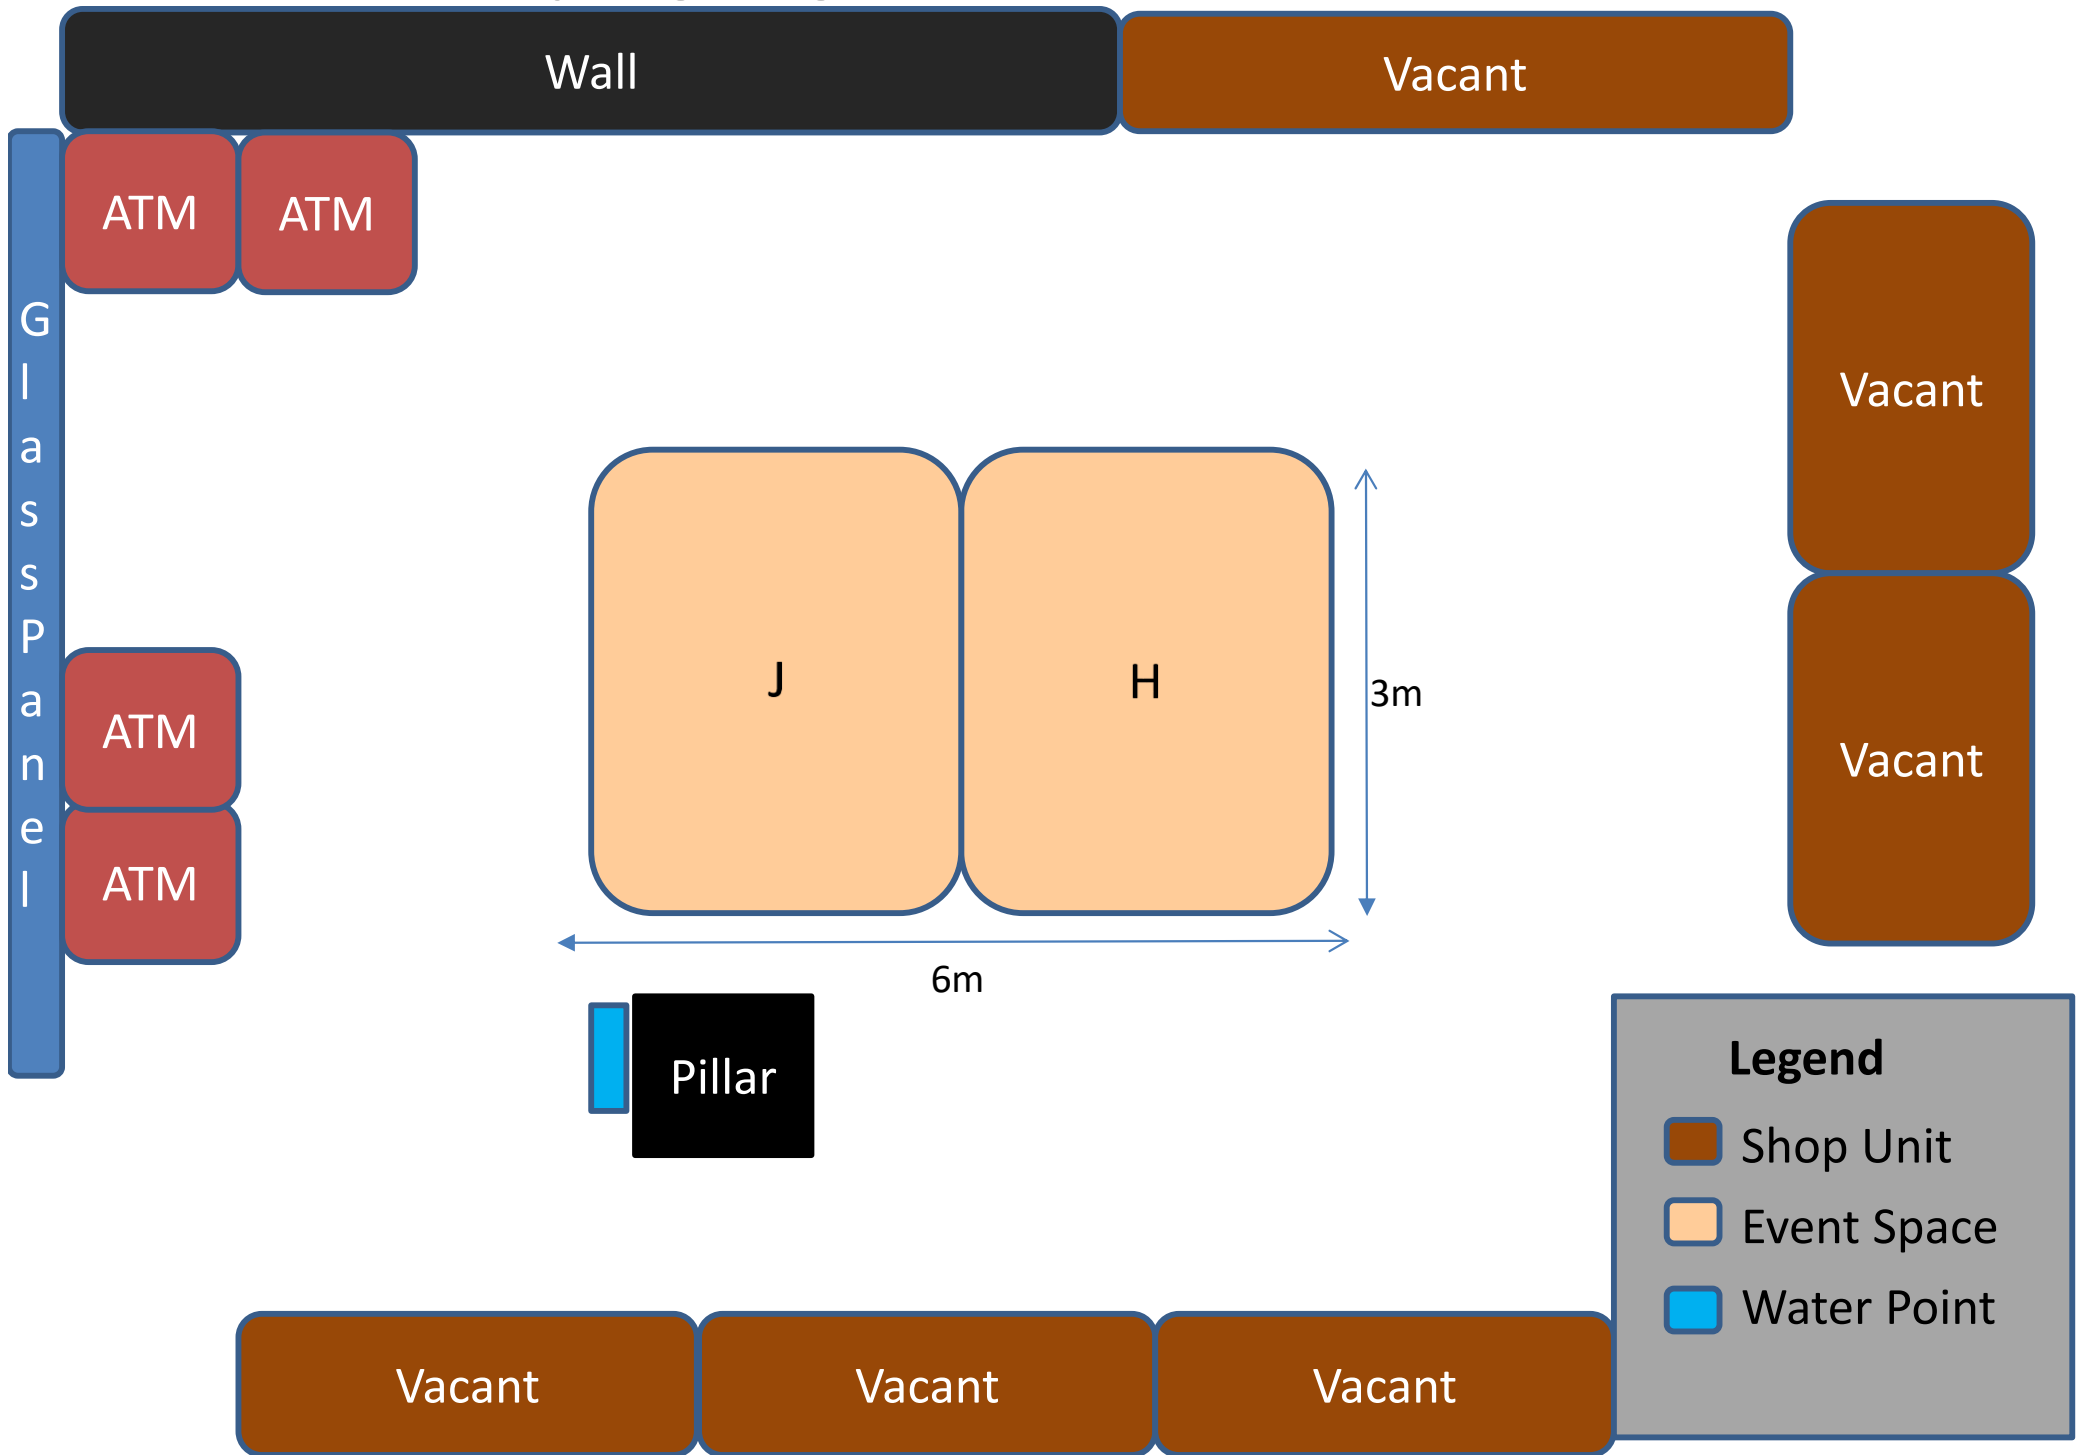 Wall
Vacant
ATM
ATM
Glass Panel
Vacant
J
H
3m
ATM
Vacant
ATM
6m
Pillar
Legend
Shop Unit
Event Space
Water Point
Vacant
Vacant
Vacant